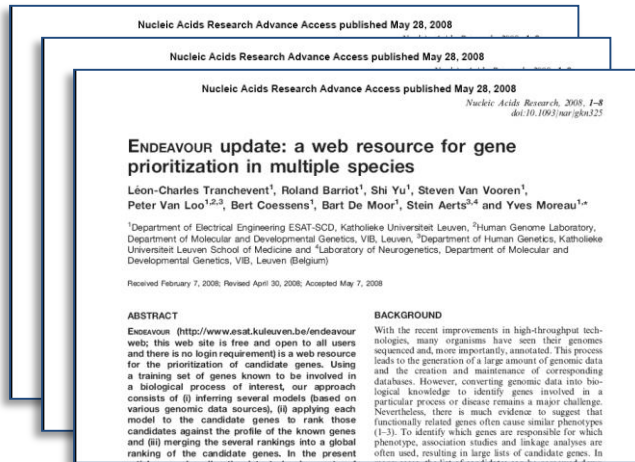 Nucleic Acids Research Advance Access published May 28, 2008
Nucleic Acids Research Advance Access published May 28, 2008
Nucleic Acids Research Advance Access published May 28, 2008
Nucleic Acids Research, 2008, 1–8
doi:10.1093/nar/gkn325
ENDEAVOUR update: a web resource for gene
prioritization in multiple species
Léon-Charles Tranchevent¹, Roland Barriot¹, Shi Yu¹, Steven Van Vooren¹,
Peter Van Loo¹,²,³, Bert Coessens¹, Bart De Moor¹, Stein Aerts³,⁴ and Yves Moreau¹,*
¹Department of Electrical Engineering ESAT-SCD, Katholieke Universiteit Leuven, ²Human Genome Laboratory,
Department of Molecular and Developmental Genetics, VIB, Leuven, ³Department of Human Genetics, Katholieke
Universiteit Leuven School of Medicine and ⁴Laboratory of Neurogenetics, Department of Molecular and
Developmental Genetics, VIB, Leuven (Belgium)
Received February 7, 2008; Revised April 30, 2008; Accepted May 7, 2008
ABSTRACT
ENDEAVOUR (http://www.esat.kuleuven.be/endeavour
web; this web site is free and open to all users
and there is no login requirement) is a web resource
for the prioritization of candidate genes. Using
a training set of genes known to be involved in
a biological process of interest, our approach
consists of (i) inferring several models (based on
various genomic data sources), (ii) applying each
model to the candidate genes to rank those
candidates against the profile of the known genes
and (iii) merging the several rankings into a global
ranking of the candidate genes. In the present
BACKGROUND
With the recent improvements in high-throughput tech-
nologies, many organisms have seen their genomes
sequenced and, more importantly, annotated. This process
leads to the generation of a large amount of genomic data
and the creation and maintenance of corresponding
databases. However, converting genomic data into bio-
logical knowledge to identify genes involved in a
particular process or disease remains a major challenge.
Nevertheless, there is much evidence to suggest that
functionally related genes often cause similar phenotypes
(1–3). To identify which genes are responsible for which
phenotype, association studies and linkage analyses are
often used, resulting in large lists of candidate genes. In